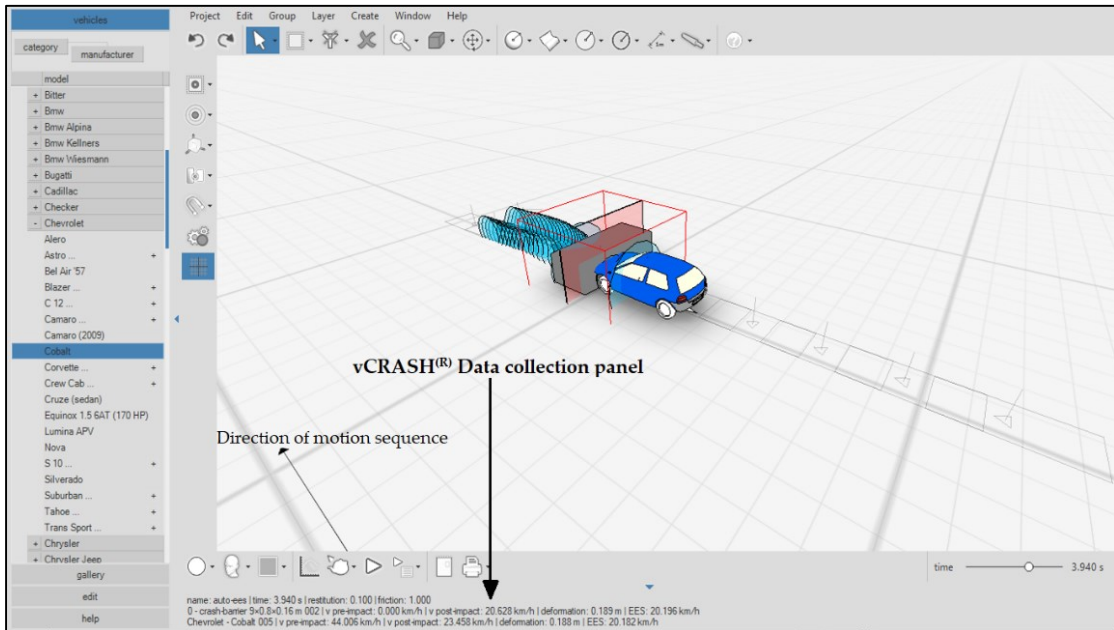 vehicles
Project Edit Group Layer Create Window Help
category
manufacturer
model
+ Bitter
+ Bmw
+ Bmw Alpina
+ Bmw Kellners
+ Bmw Wiesmann
+ Bugatti
+ Cadillac
+ Checker
- Chevrolet
Alero
Astro ... +
Bel Air '57
Blazer ... +
C 12 ... +
Camaro ... +
Camaro (2009)
Cobalt
Corvette ... +
Crew Cab ... +
Cruze (sedan)
Equinox 1.5 6AT (170 HP)
Lumina APV
Nova
S 10 ... +
Silverado
Suburban ... +
Tahoe ... +
Trans Sport ... +
+ Chrysler
+ Chrysler Jeep
gallery
edit
help
vCRASH(R) Data collection panel
Direction of motion sequence
time 3.940 s
name: auto-ees | time: 3.940 s | restitution: 0.100 | friction: 1.000
0 - crash-barrier 9×0.8×0.16 m 002 | v pre-impact: 0.000 km/h | v post-impact: 20.628 km/h | deformation: 0.189 m | EES: 20.196 km/h
Chevrolet - Cobalt 005 | v pre-impact: 44.006 km/h | v post-impact: 23.458 km/h | deformation: 0.188 m | EES: 20.182 km/h